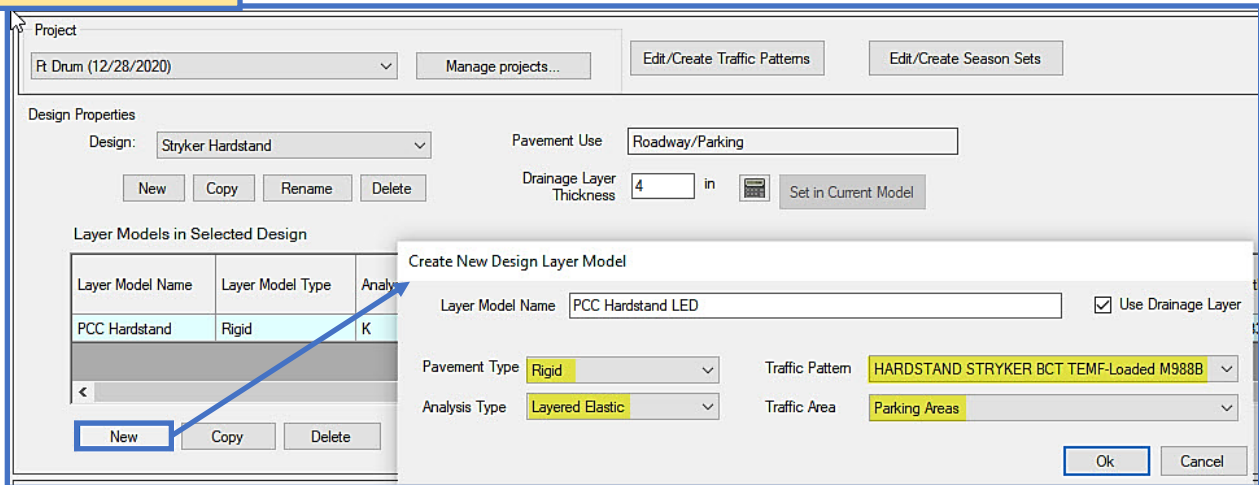 Project
Ft Drum (12/28/2020)
Manage projects...
Edit/Create Traffic Patterns
Edit/Create Season Sets
Design Properties
Design:
Stryker Hardstand
Pavement Use
Roadway/Parking
New
Copy
Rename
Delete
Drainage Layer
Thickness
4
in
Set in Current Model
Layer Models in Selected Design
Layer Model Name
Layer Model Type
PCC Hardstand
Rigid
K
New
Copy
Delete
Create New Design Layer Model
Layer Model Name
PCC Hardstand LED
Use Drainage Layer
Pavement Type
Rigid
Traffic Pattern
HARDSTAND STRYKER BCT TEMF-Loaded M988B
Analysis Type
Layered Elastic
Traffic Area
Parking Areas
Ok
Cancel